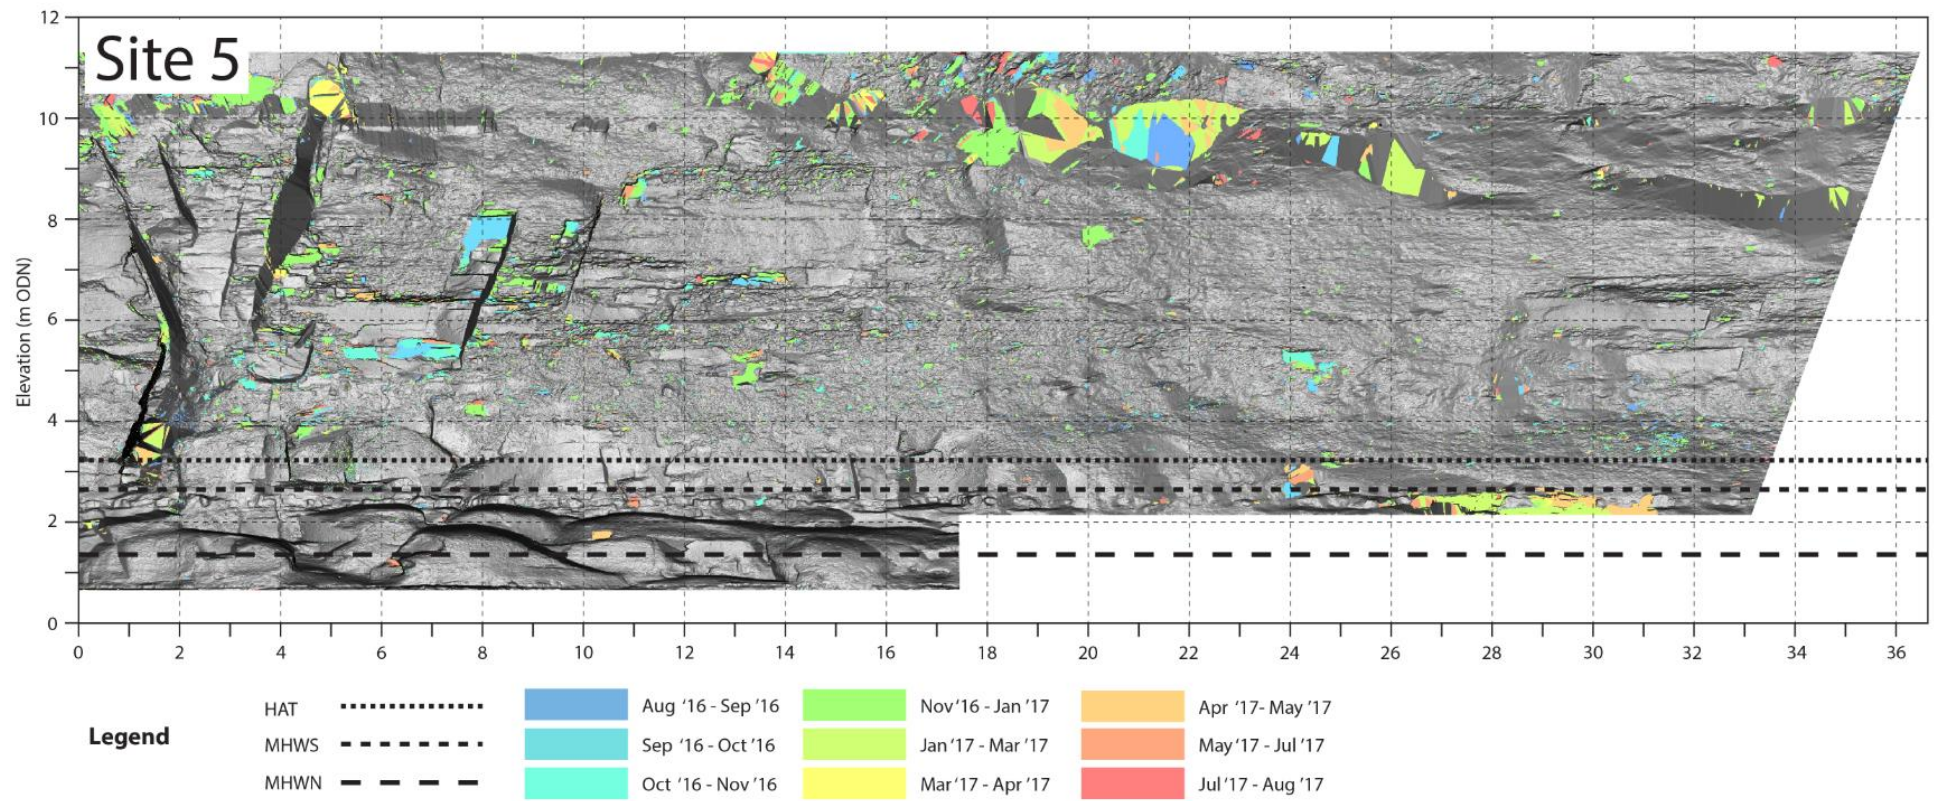 12
Site 5
10
8
6
4
2
0
Elevation (m ODN)
0 2 4 6 8 10 12 14 16 18 20 22 24 26 28 30 32 34 36
Legend
HAT
MHWS
MHWN
Aug '16 - Sep '16
Sep '16 - Oct '16
Oct '16 - Nov '16
Nov'16 - Jan '17
Jan '17 - Mar '17
Mar '17 - Apr '17
Apr '17- May '17
May '17 - Jul '17
Jul '17 - Aug '17